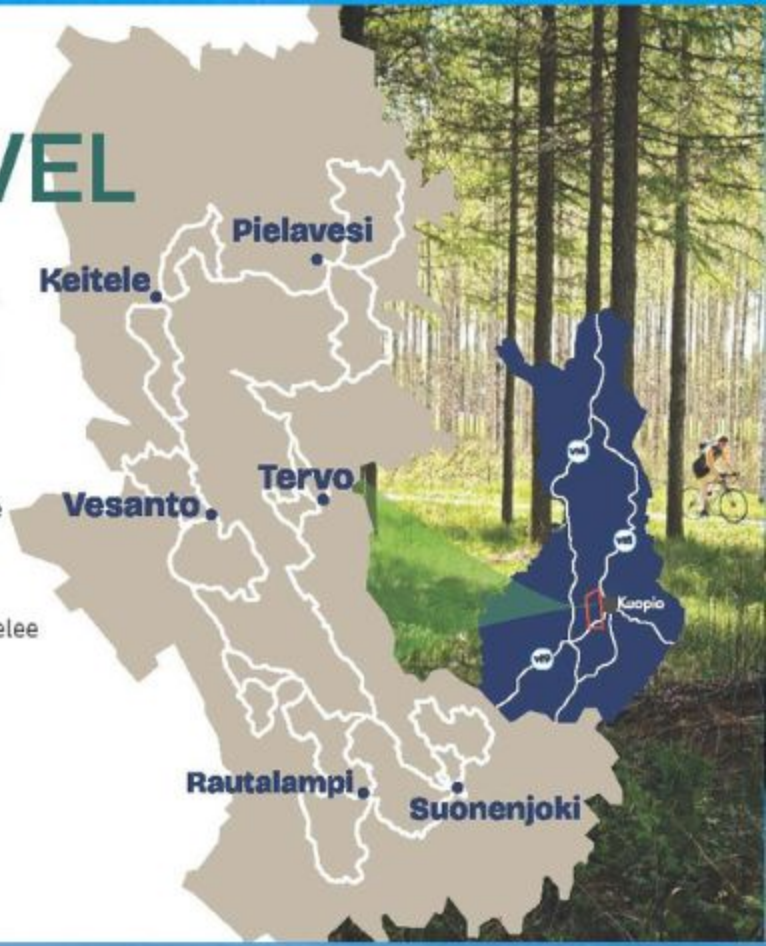 VEL
Pielavesi
Keitele
Tervo
Vesanto
elee
Kuopio
Rautalampi
Suonenjoki